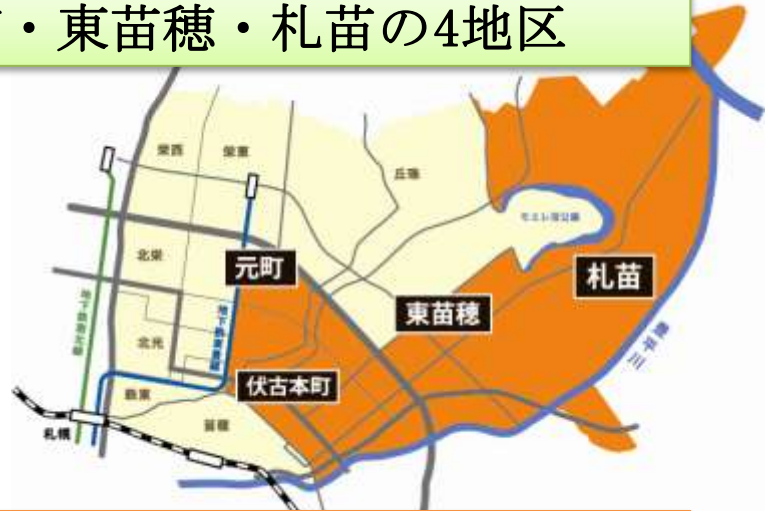 ・東苗穂・札苗の4地区
栄西
栄東
丘珠
モエレ沼公園
北栄
元町
札苗
東苗穂
地下鉄南北線
地下鉄東豊線
豊平川
北光
伏古本町
鉄東
苗穂
札幌